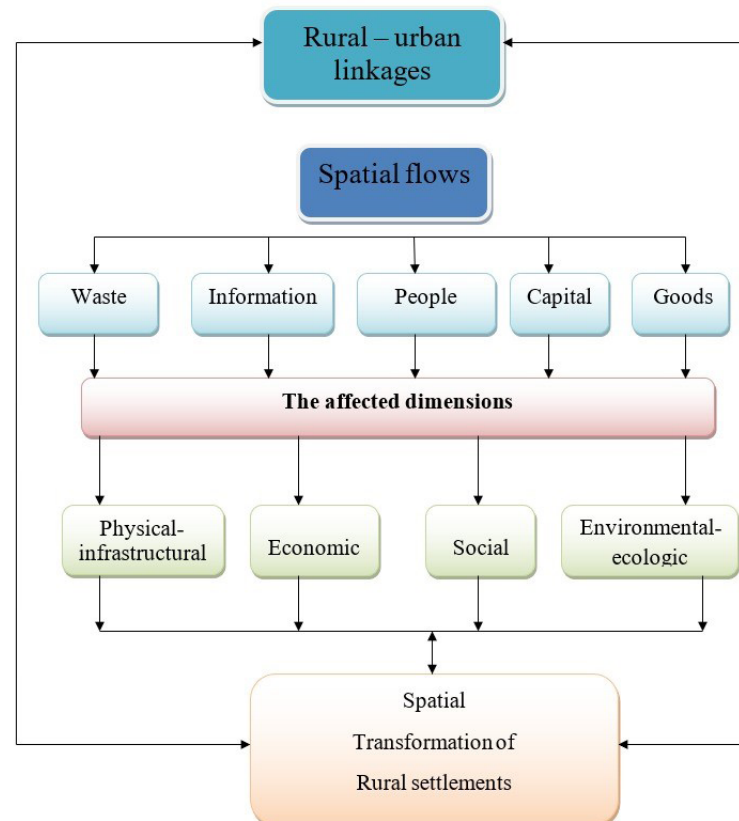 Rural – urban
linkages
Spatial flows
Waste
Information
People
Capital
Goods
The affected dimensions
Physical-
infrastructural
Economic
Social
Environmental-
ecologic
Spatial
Transformation of
Rural settlements